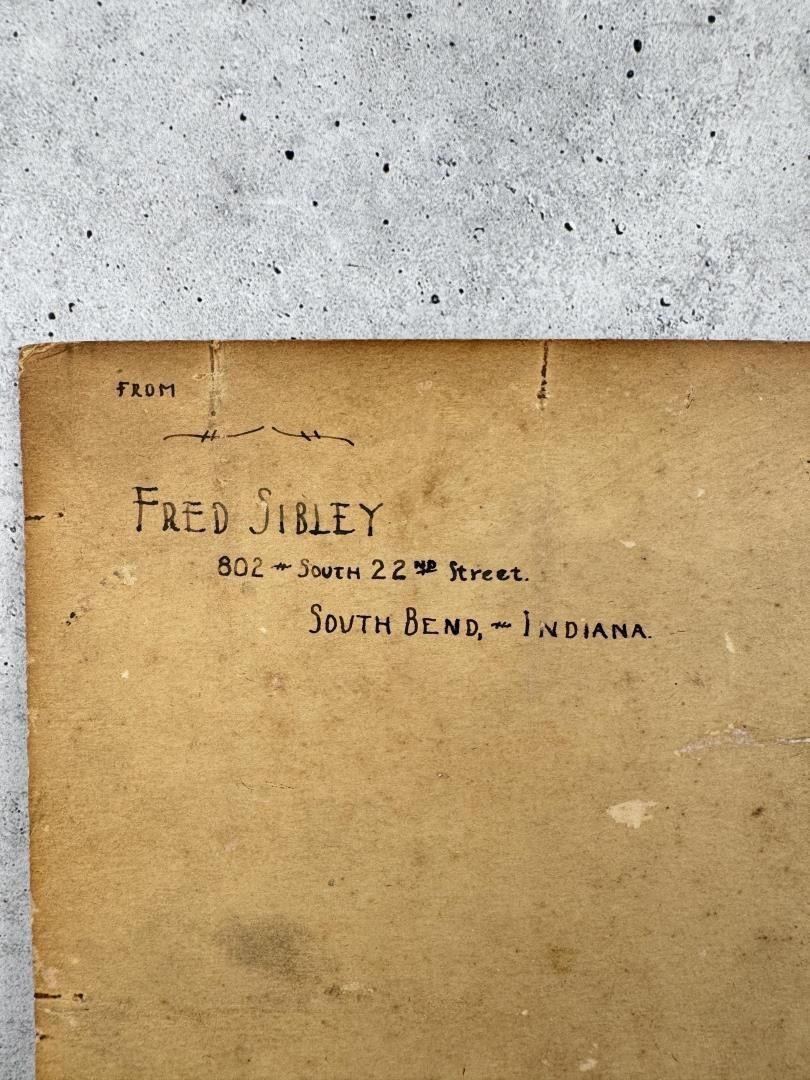 FROM
FRED SIBLEY
802 ~ SOUTH 22ND Street.
SOUTH BEND, ~ INDIANA.